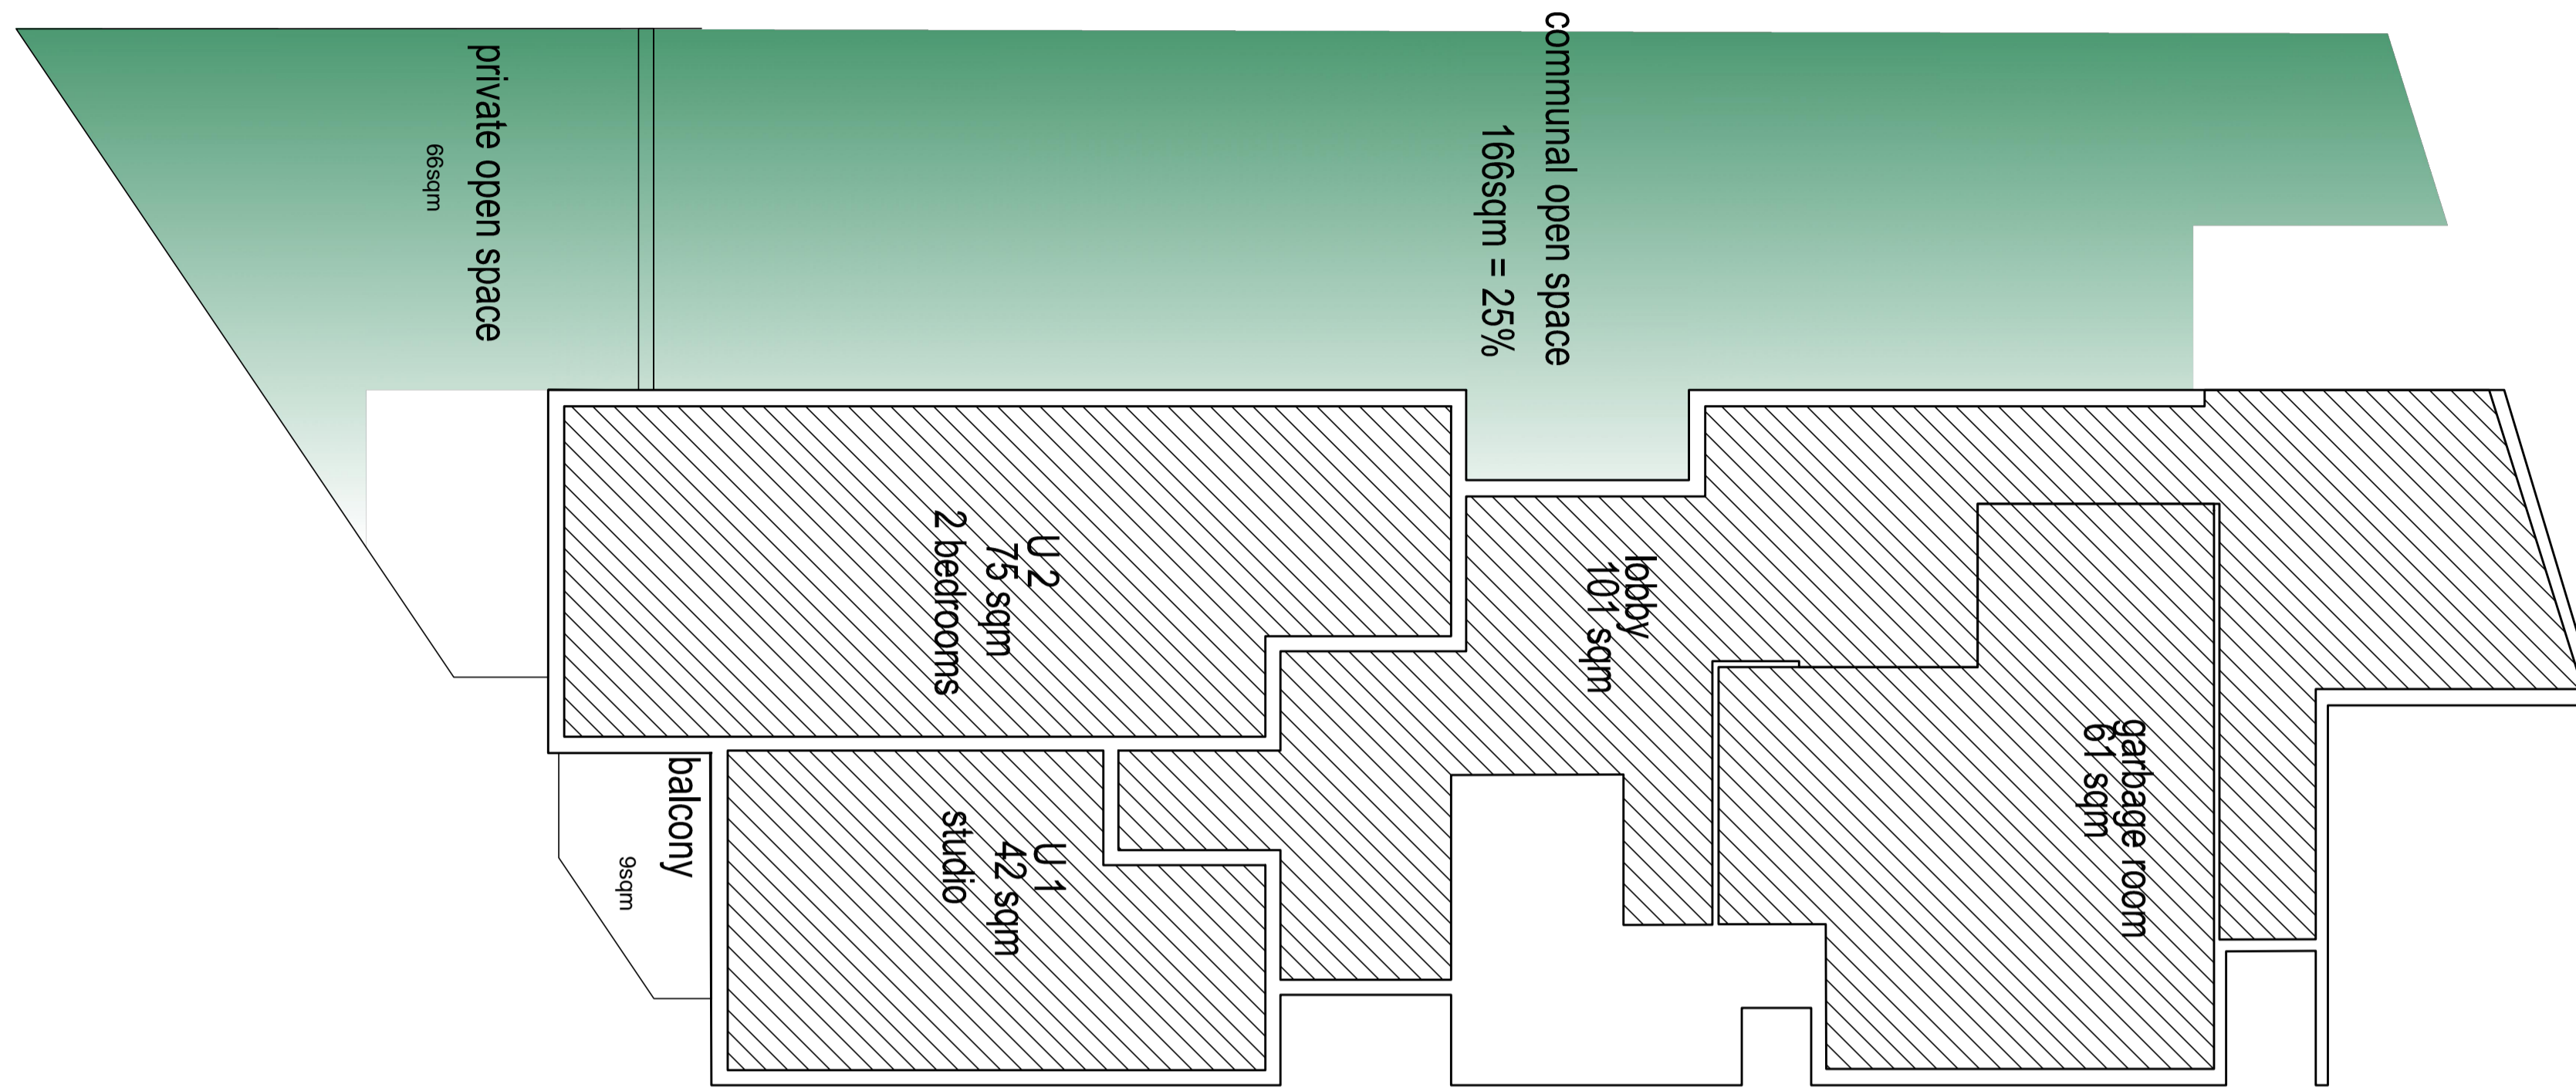 private open space
66sqm
communal open space
166sqm = 25%
U 2
75 sqm
2 bedrooms
lobby
101 sqm
garbage room
61 sqm
balcony
9sqm
U 1
42 sqm
studio